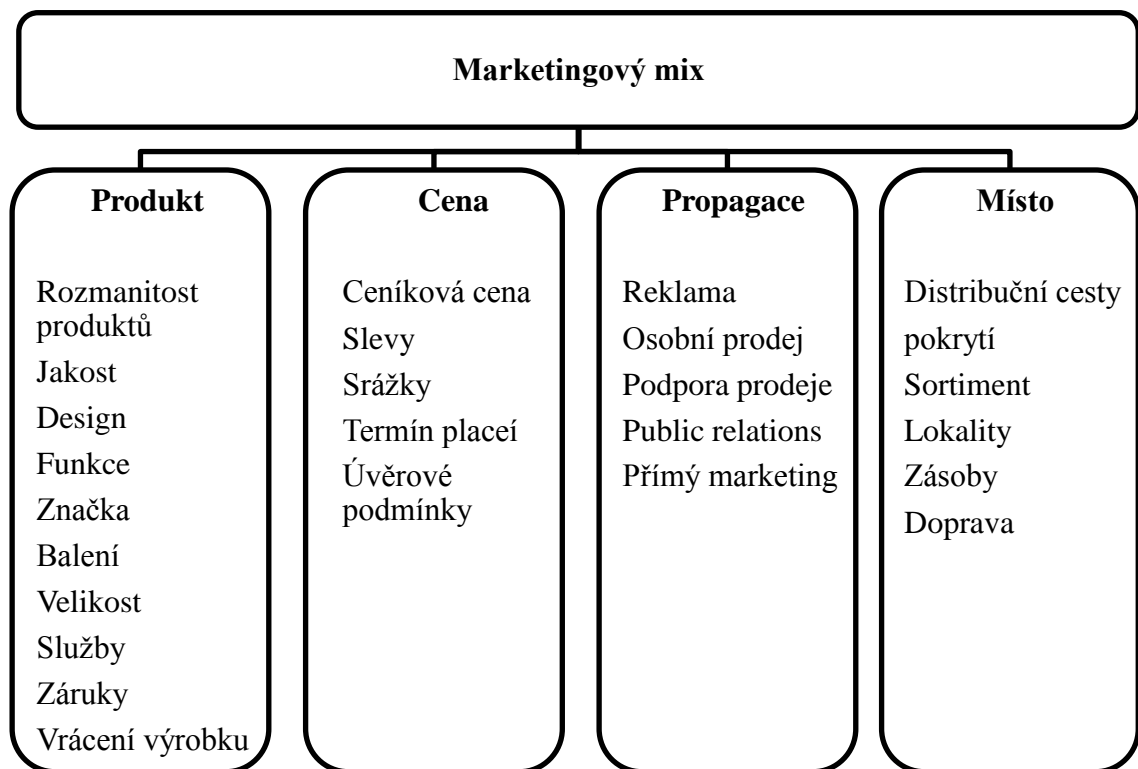 Marketingový mix
Produkt
Rozmanitost
produktů
Jakost
Design
Funkce
Značka
Balení
Velikost
Služby
Záruky
Vrácení výrobku
Cena
Ceníková cena
Slevy
Srážky
Termín placeí
Úvěrové
podmínky
Propagace
Reklama
Osobní prodej
Podpora prodeje
Public relations
Přímý marketing
Místo
Distribuční cesty
pokrytí
Sortiment
Lokality
Zásoby
Doprava